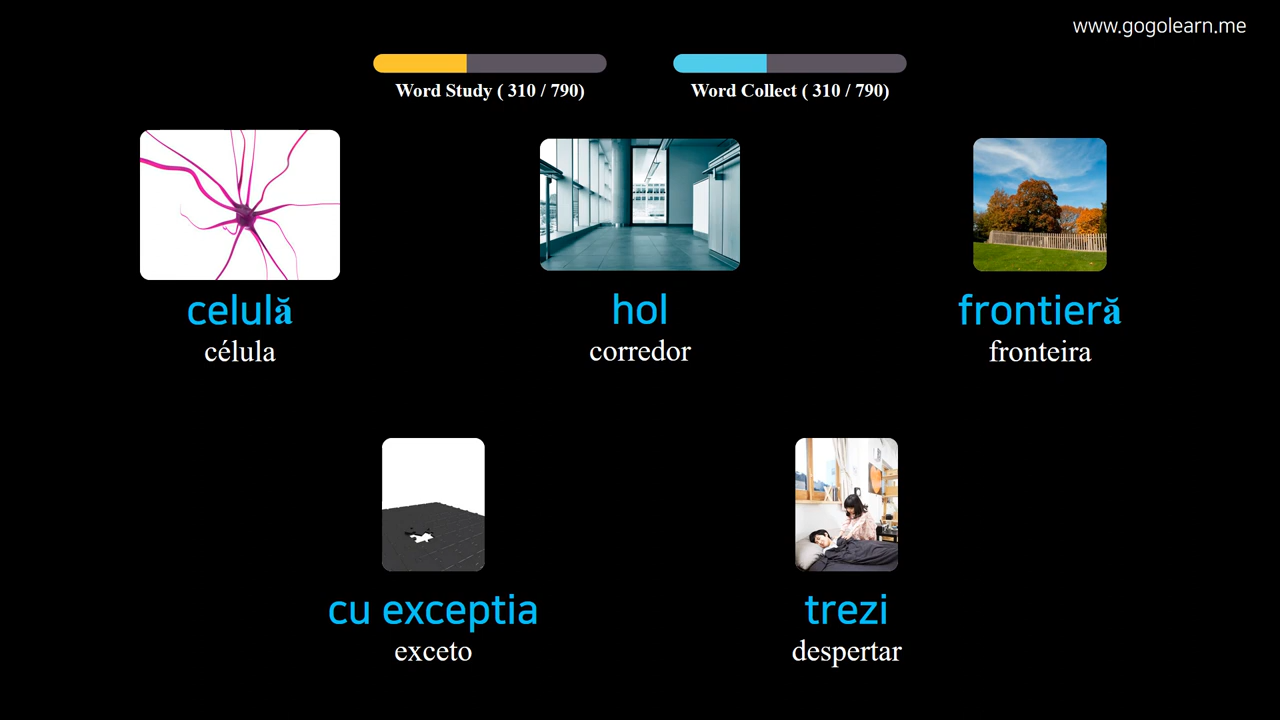 www.gogolearn.me
Word Study ( 310 / 790)
Word Collect ( 310 / 790)
celulă
célula
hol
corredor
frontieră
fronteira
cu exceptia
exceto
trezi
despertar